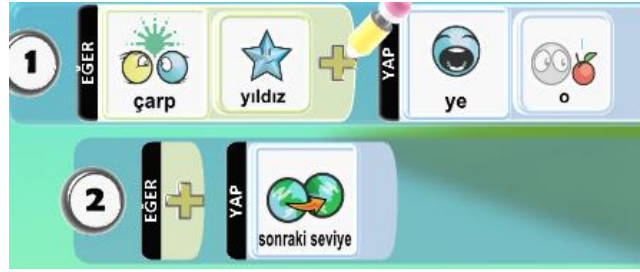 1 EĞER çarp yıldız YAP ye o
2 EĞER YAP sonraki seviye